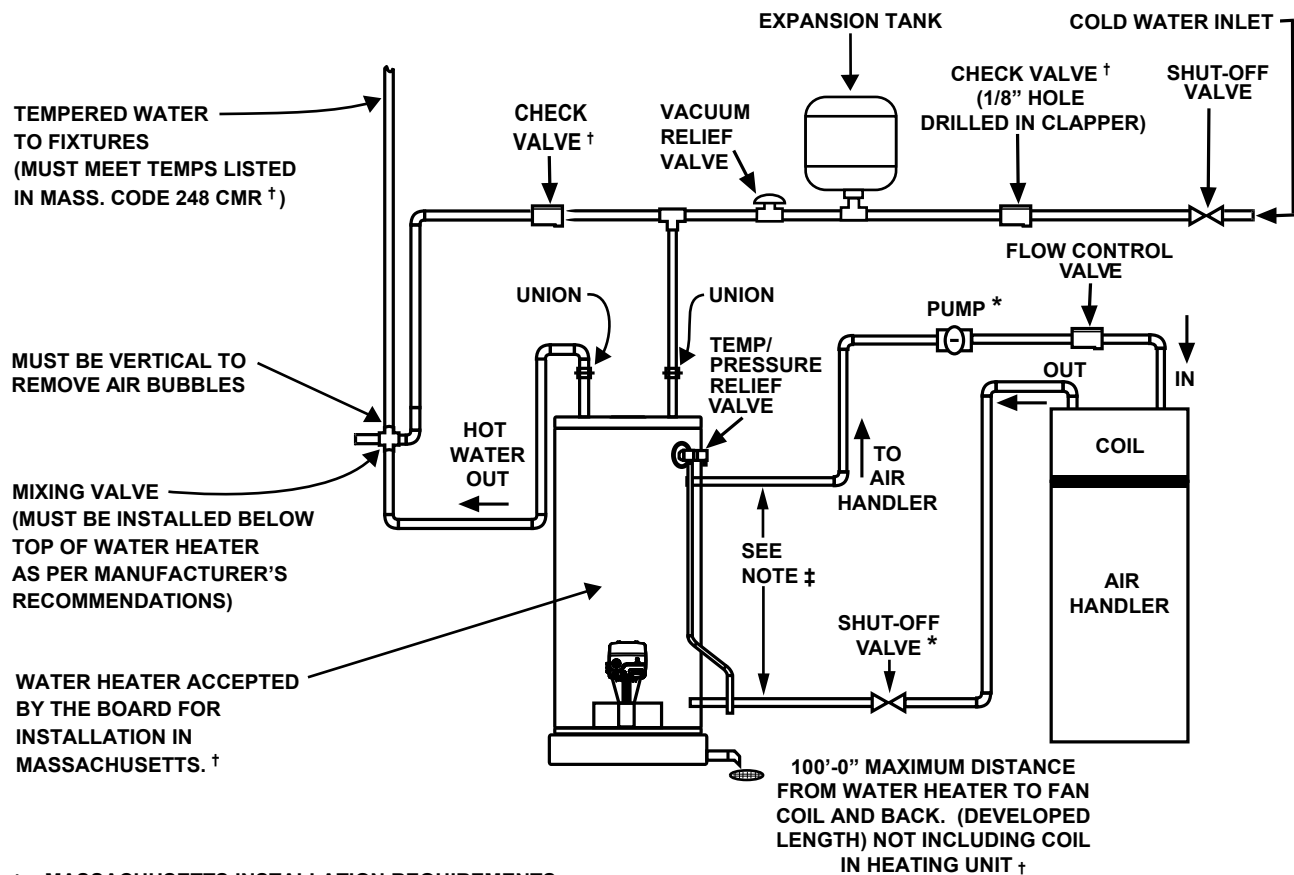 EXPANSION TANK
COLD WATER INLET
TEMPERED WATER
TO FIXTURES
(MUST MEET TEMPS LISTED
IN MASS. CODE 248 CMR †)
CHECK
VALVE †
VACUUM
RELIEF
VALVE
CHECK VALVE †
(1/8” HOLE
DRILLED IN CLAPPER)
SHUT-OFF
VALVE
FLOW CONTROL
VALVE
UNION
UNION
PUMP *
TEMP/
PRESSURE
RELIEF
VALVE
OUT
IN
MUST BE VERTICAL TO
REMOVE AIR BUBBLES
HOT
WATER
OUT
TO
AIR
HANDLER
COIL
MIXING VALVE
(MUST BE INSTALLED BELOW
TOP OF WATER HEATER
AS PER MANUFACTURER’S
RECOMMENDATIONS)
SEE
NOTE ‡
AIR
HANDLER
SHUT-OFF
VALVE *
WATER HEATER ACCEPTED
BY THE BOARD FOR
INSTALLATION IN
MASSACHUSETTS. †
100’-0” MAXIMUM DISTANCE
FROM WATER HEATER TO FAN
COIL AND BACK. (DEVELOPED
LENGTH) NOT INCLUDING COIL
IN HEATING UNIT †
MASSACHUSETTS INSTALLATION REQUIREMENTS